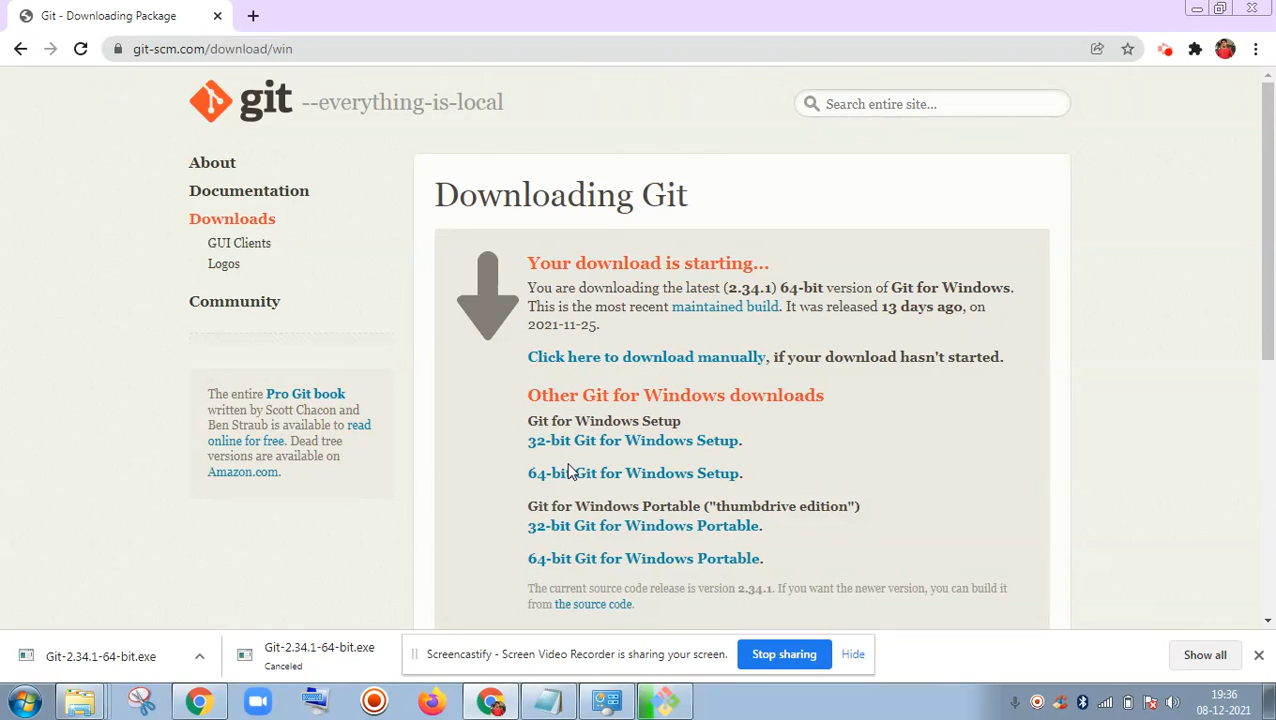 Git - Downloading Package
git-scm.com/download/win
git --everything-is-local
Search entire site...
About
Documentation
Downloads
GUI Clients
Logos
Community
The entire Pro Git book
written by Scott Chacon and
Ben Straub is available to read
online for free. Dead tree
versions are available on
Amazon.com.
Downloading Git
Your download is starting...
You are downloading the latest (2.34.1) 64-bit version of Git for Windows.
This is the most recent maintained build. It was released 13 days ago, on
2021-11-25.
Click here to download manually, if your download hasn't started.
Other Git for Windows downloads
Git for Windows Setup
32-bit Git for Windows Setup.
64-bit Git for Windows Setup.
Git for Windows Portable ("thumbdrive edition")
32-bit Git for Windows Portable.
64-bit Git for Windows Portable.
The current source code release is version 2.34.1. If you want the newer version, you can build it
from the source code.
Git-2.34.1-64-bit.exe
Git-2.34.1-64-bit.exe
Canceled
Screencastify - Screen Video Recorder is sharing your screen.
Stop sharing
Hide
Show all
19:36
08-12-2021